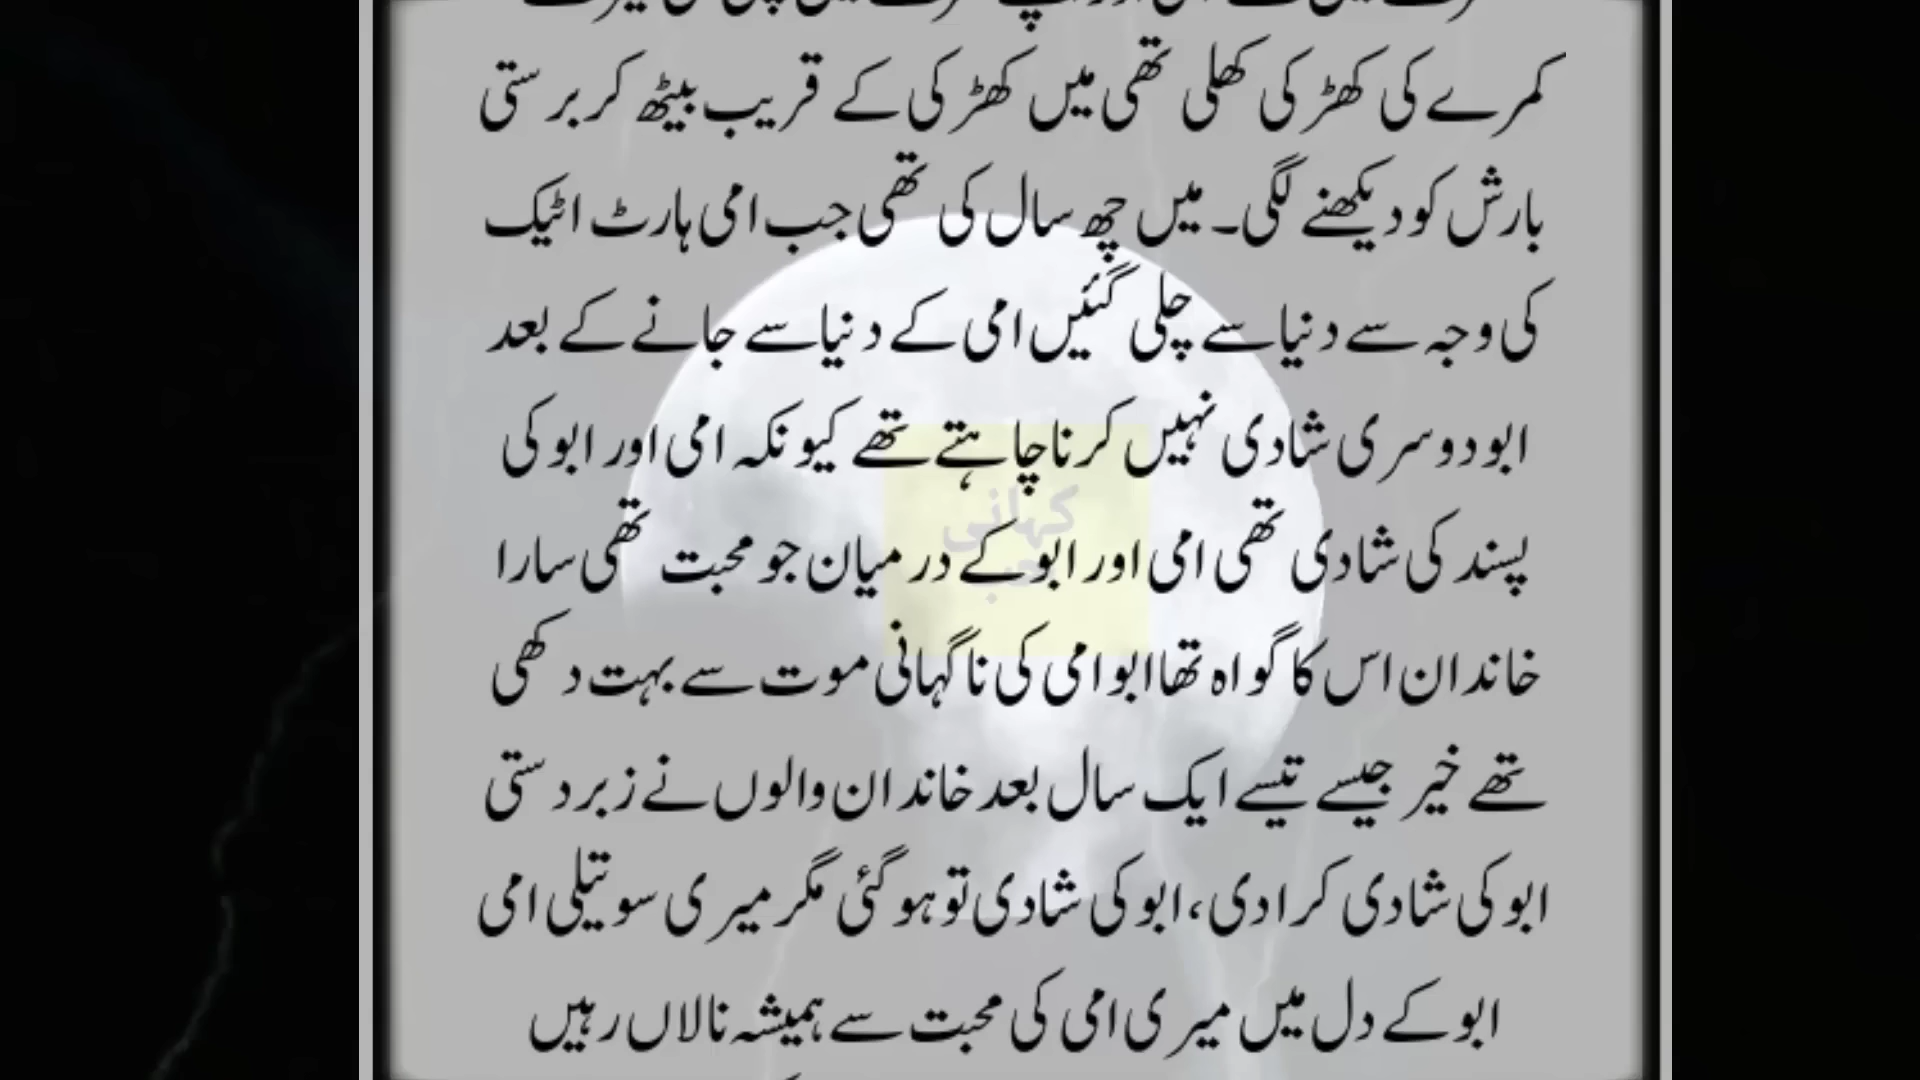 کمرے کی کھڑکی کھلی تھی میں کھڑکی کے قریب بیٹھ کر برستی
بارش کو دیکھنے لگی۔ میں چھ سال کی تھی جب امی ہارٹ اٹیک
کی وجہ سے دنیا سے چلی گئیں امی کے دنیا سے جانے کے بعد
ابو دوسری شادی نہیں کرنا چاہتے تھے کیونکہ امی اور ابو کی
پسند کی شادی تھی امی اور ابو کے درمیان جو محبت تھی سارا
خاندان اس کا گواہ تھا ابو امی کی ناگہانی موت سے بہت دکھی
تھے خیر جیسے تیسے ایک سال بعد خاندان والوں نے زبردستی
ابو کی شادی کرا دی، ابو کی شادی تو ہو گئی مگر میری سوتیلی امی
ابو کے دل میں میری امی کی محبت سے ہمیشہ نالاں رہیں
کہانی